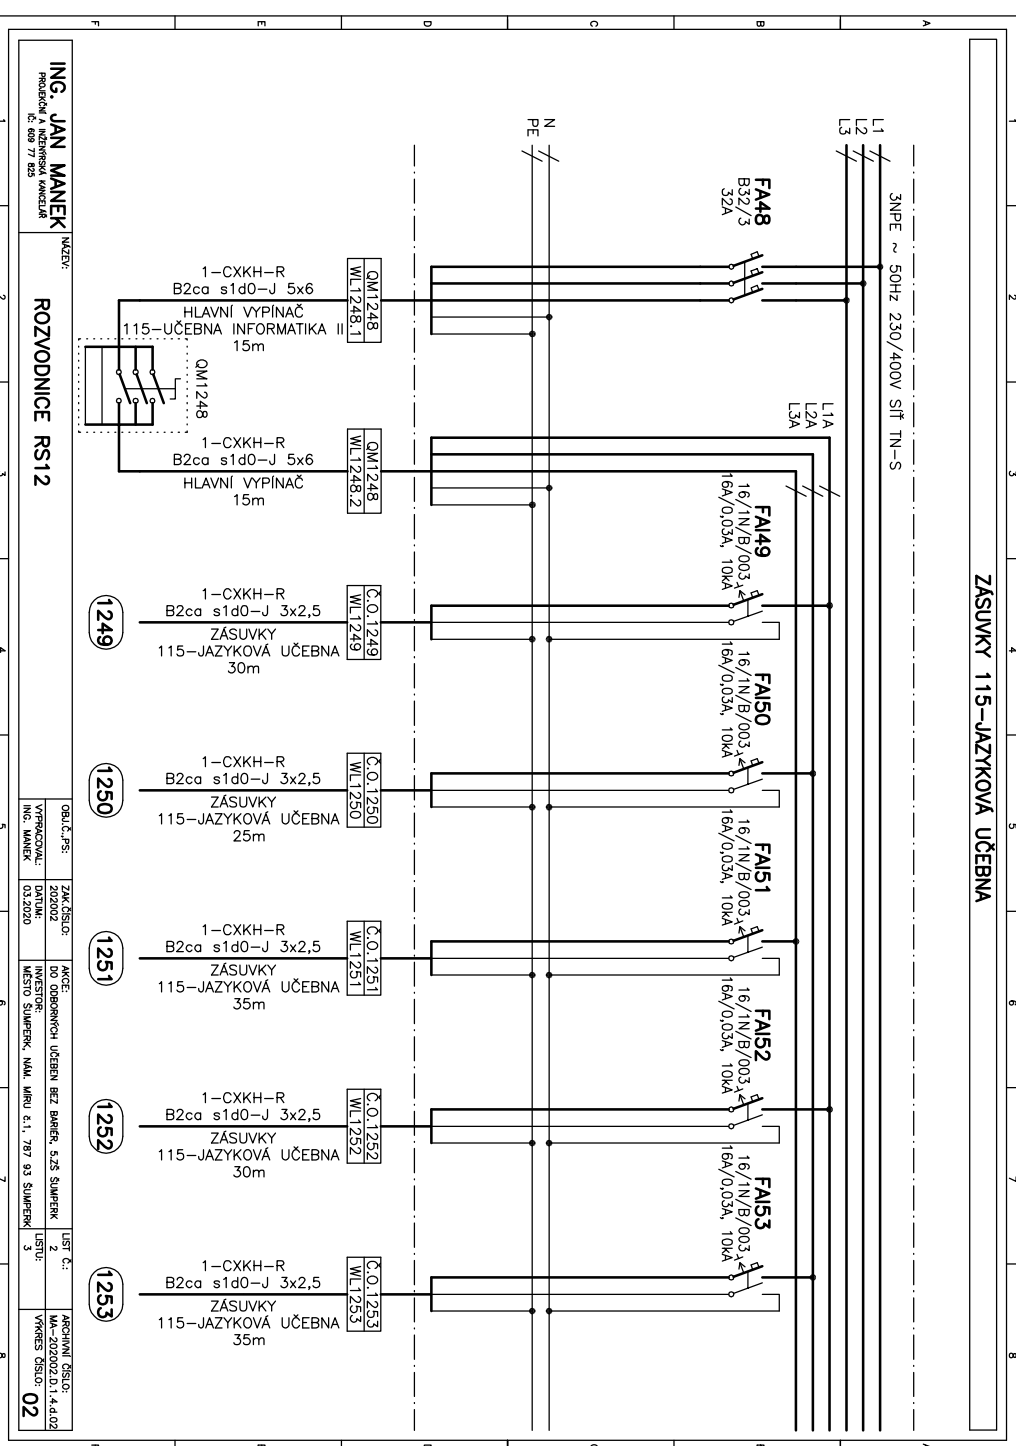 ZÁSUVKY 115-JAZYKOVÁ UČEBNA
A
B
C
D
E
F
1
2
3
4
5
6
7
8
3NPE ~ 50Hz 230/400V SÍŤ TN-S
L1
L2
L3
N
PE
FA48
B32/3
32A
L1A
L2A
L3A
FAI49
16/1N/B/003
16A/0,03A, 10kA
FAI50
16/1N/B/003
16A/0,03A, 10kA
FAI51
16/1N/B/003
16A/0,03A, 10kA
FAI52
16/1N/B/003
16A/0,03A, 10kA
FAI53
16/1N/B/003
16A/0,03A, 10kA
QM1248
WL1248.1
1-CXKH-R
B2ca s1d0-J 5x6
HLAVNÍ VYPÍNAČ
115-UČEBNA INFORMATIKA II
15m
QM1248
QM1248
WL1248.2
1-CXKH-R
B2ca s1d0-J 5x6
HLAVNÍ VYPÍNAČ
15m
Č.O.1249
WL1249
1-CXKH-R
B2ca s1d0-J 3x2,5
ZÁSUVKY
115-JAZYKOVÁ UČEBNA
30m
1249
Č.O.1250
WL1250
1-CXKH-R
B2ca s1d0-J 3x2,5
ZÁSUVKY
115-JAZYKOVÁ UČEBNA
25m
1250
Č.O.1251
WL1251
1-CXKH-R
B2ca s1d0-J 3x2,5
ZÁSUVKY
115-JAZYKOVÁ UČEBNA
35m
1251
Č.O.1252
WL1252
1-CXKH-R
B2ca s1d0-J 3x2,5
ZÁSUVKY
115-JAZYKOVÁ UČEBNA
30m
1252
Č.O.1253
WL1253
1-CXKH-R
B2ca s1d0-J 3x2,5
ZÁSUVKY
115-JAZYKOVÁ UČEBNA
35m
1253
ING. JAN MANEK
PROJEKČNÍ A INŽENÝRSKÁ KANCELÁŘ
IČ: 609 77 825
NÁZEV:
ROZVODNICE RS12
OBJ.Č.,PS:
VYPRACOVAL:
ING. MANEK
ZAK.ČÍSLO:
202002
DATUM:
03.2020
AKCE:
DO ODBORNÝCH UČEBEN BEZ BARIÉR, 5.ZŠ ŠUMPERK
INVESTOR:
MĚSTO ŠUMPERK, NÁM. MÍRU č.1, 787 93 ŠUMPERK
LIST Č.:
2
LISTŮ:
3
ARCHIVNÍ ČÍSLO:
MA-202002.D.1.4.d.02
VÝKRES ČÍSLO:
02